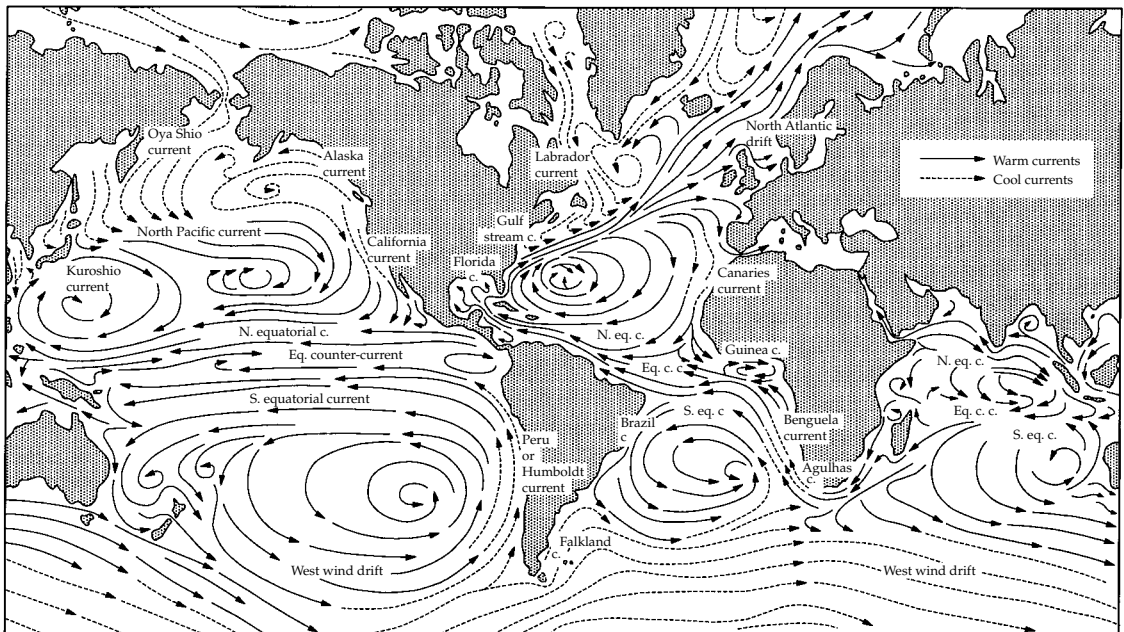 Oya Shio
current
Alaska
current
Labrador
current
North Atlantic
drift
Warm currents
Cool currents
North Pacific current
Gulf
stream c.
California
current
Florida
c.
Kuroshio
current
Canaries
current
N. equatorial c.
N. eq. c.
Eq. counter-current
Guinea c.
Eq. c. c.
N. eq. c.
S. equatorial current
S. eq. c
Eq. c. c.
Brazil
c
Benguela
current
S. eq. c.
Peru
or
Humboldt
current
Agulhas
c.
Falkland
c.
West wind drift
West wind drift